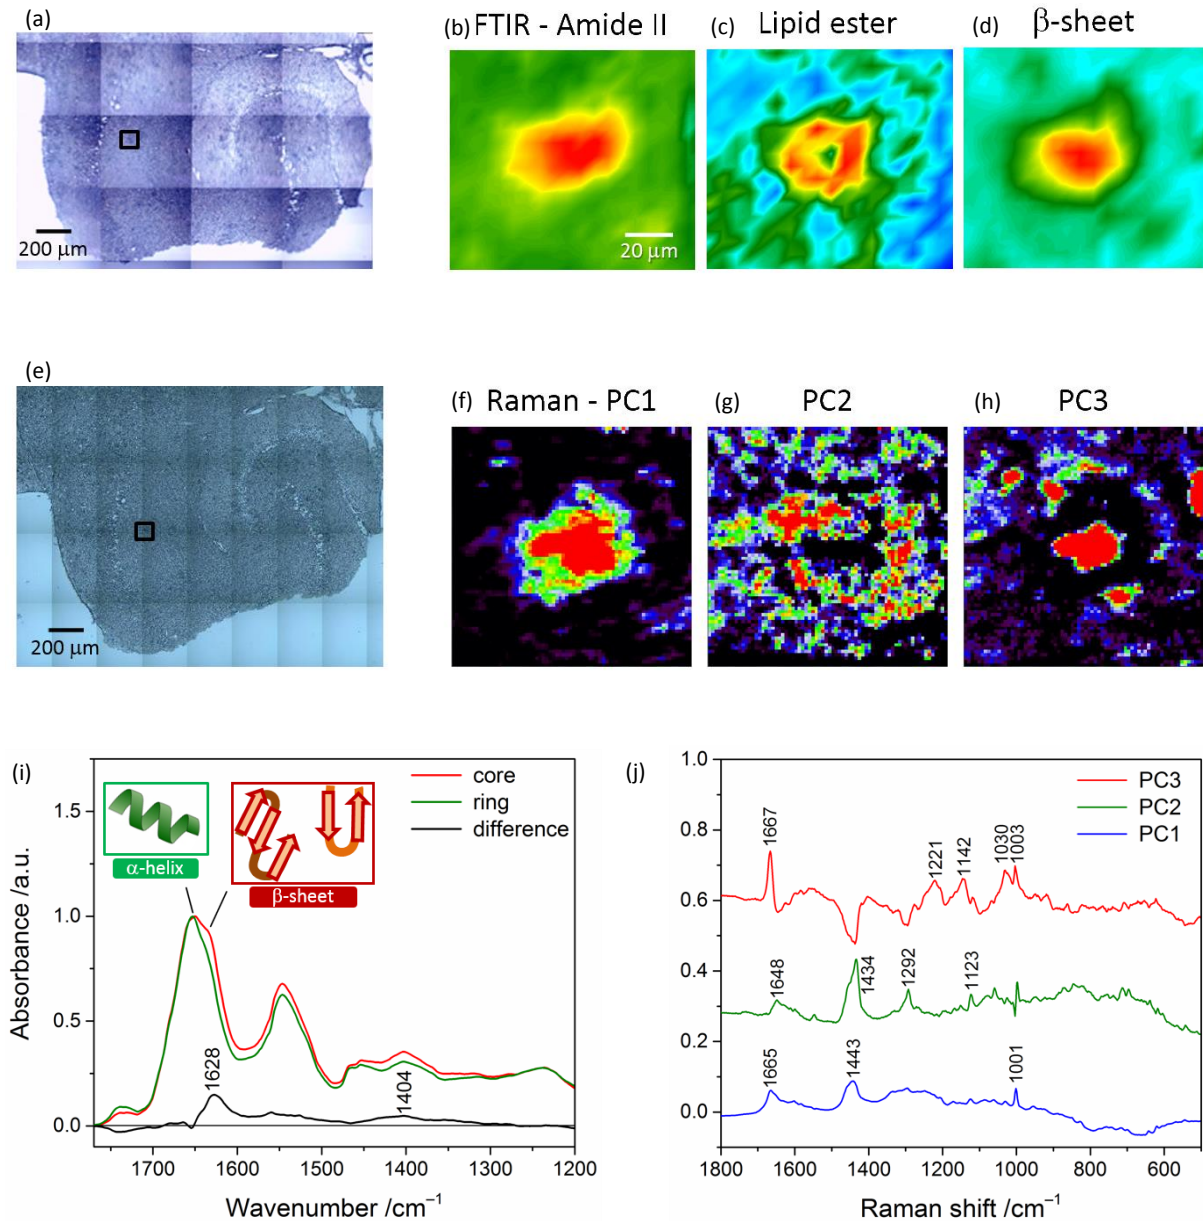 (a)
200 µm
(b) FTIR - Amide II
20 µm
(c) Lipid ester
(d) β-sheet
(e)
200 µm
(f) Raman - PC1
(g) PC2
(h) PC3
(i)
Absorbance /a.u.
1.5
1.0
0.5
0.0
α-helix
β-sheet
core
ring
difference
1628
1404
1700 1600 1500 1400 1300 1200
Wavenumber /cm⁻¹
(j)
1.0
0.8
0.6
0.4
0.2
0.0
PC3
PC2
PC1
1667
1221
1142
1030
1003
1648
1434
1292
1123
1665
1443
1001
1800 1600 1400 1200 1000 800 600
Raman shift /cm⁻¹